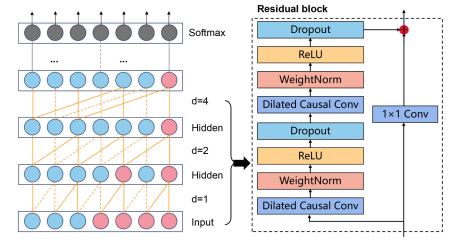 Softmax
...
...
d=4
Hidden
d=2
Hidden
d=1
Input
Residual block
Dropout
ReLU
WeightNorm
Dilated Causal Conv
Dropout
ReLU
WeightNorm
Dilated Causal Conv
1×1 Conv